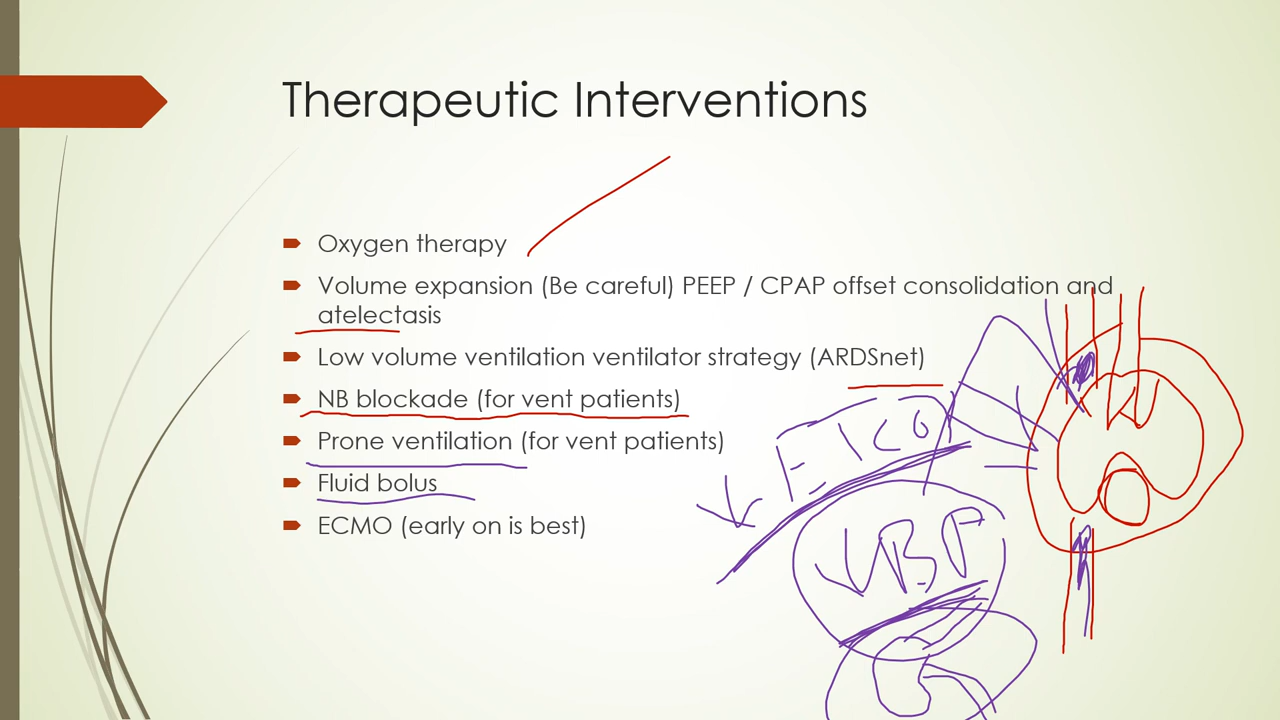 Therapeutic Interventions
Oxygen therapy
Volume expansion (Be careful) PEEP / CPAP offset consolidation and
atelectasis
Low volume ventilation ventilator strategy (ARDSnet)
NB blockade (for vent patients)
Prone ventilation (for vent patients)
Fluid bolus
ECMO (early on is best)
↓BP